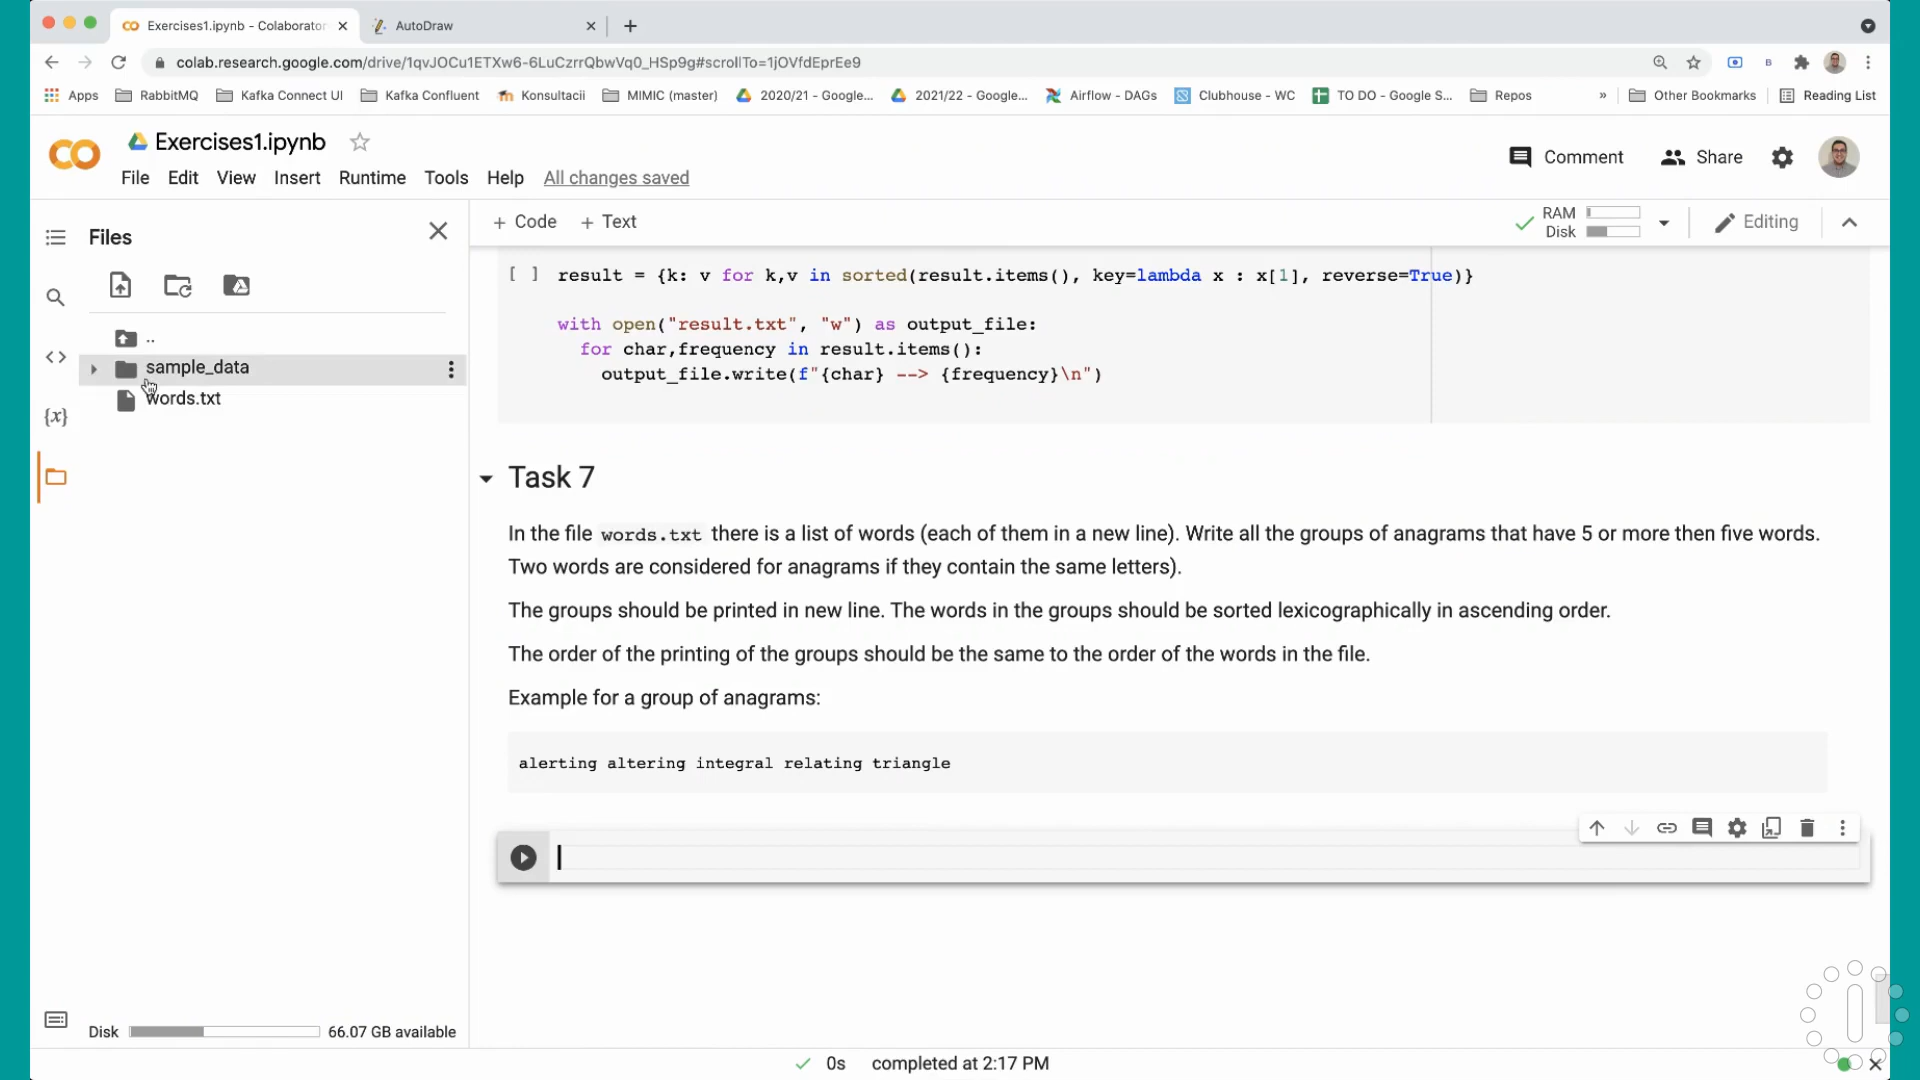 Exercises1.ipynb - Colaborator
AutoDraw
colab.research.google.com/drive/1qvJOCu1ETXw6-6LuCzrrQbwVq0_HSp9g#scrollTo=1jOVfdEprEe9
Apps RabbitMQ Kafka Connect UI Kafka Confluent Konsultacii MIMIC (master) 2020/21 - Google... 2021/22 - Google... Airflow - DAGs Clubhouse - WC TO DO - Google S... Repos » Other Bookmarks Reading List
CO Exercises1.ipynb
Comment Share
File Edit View Insert Runtime Tools Help All changes saved
Files
+ Code + Text
RAM
Disk
Editing
..
sample_data
words.txt
{x}
[ ] result = {k: v for k,v in sorted(result.items(), key=lambda x : x[1], reverse=True)}
with open("result.txt", "w") as output_file:
for char,frequency in result.items():
output_file.write(f"{char} --> {frequency}\n")
Task 7
In the file words.txt there is a list of words (each of them in a new line). Write all the groups of anagrams that have 5 or more then five words.
Two words are considered for anagrams if they contain the same letters).
The groups should be printed in new line. The words in the groups should be sorted lexicographically in ascending order.
The order of the printing of the groups should be the same to the order of the words in the file.
Example for a group of anagrams:
alerting altering integral relating triangle
Disk 66.07 GB available
0s completed at 2:17 PM